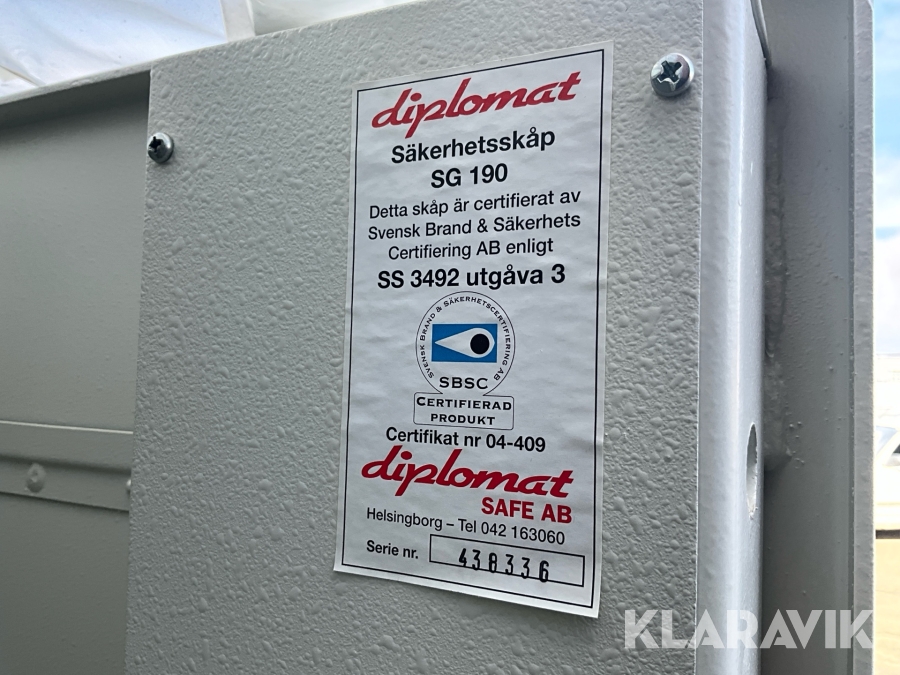 diplomat
Säkerhetsskåp
SG 190
Detta skåp är certifierat av
Svensk Brand & Säkerhets
Certifiering AB enligt
SS 3492 utgåva 3
SVENSK BRAND & SÄKERHETSCERTIFIERING AB
SBSC
CERTIFIERAD
PRODUKT
Certifikat nr 04-409
diplomat
SAFE AB
Helsingborg – Tel 042 163060
Serie nr. 438336
KLARAVIK